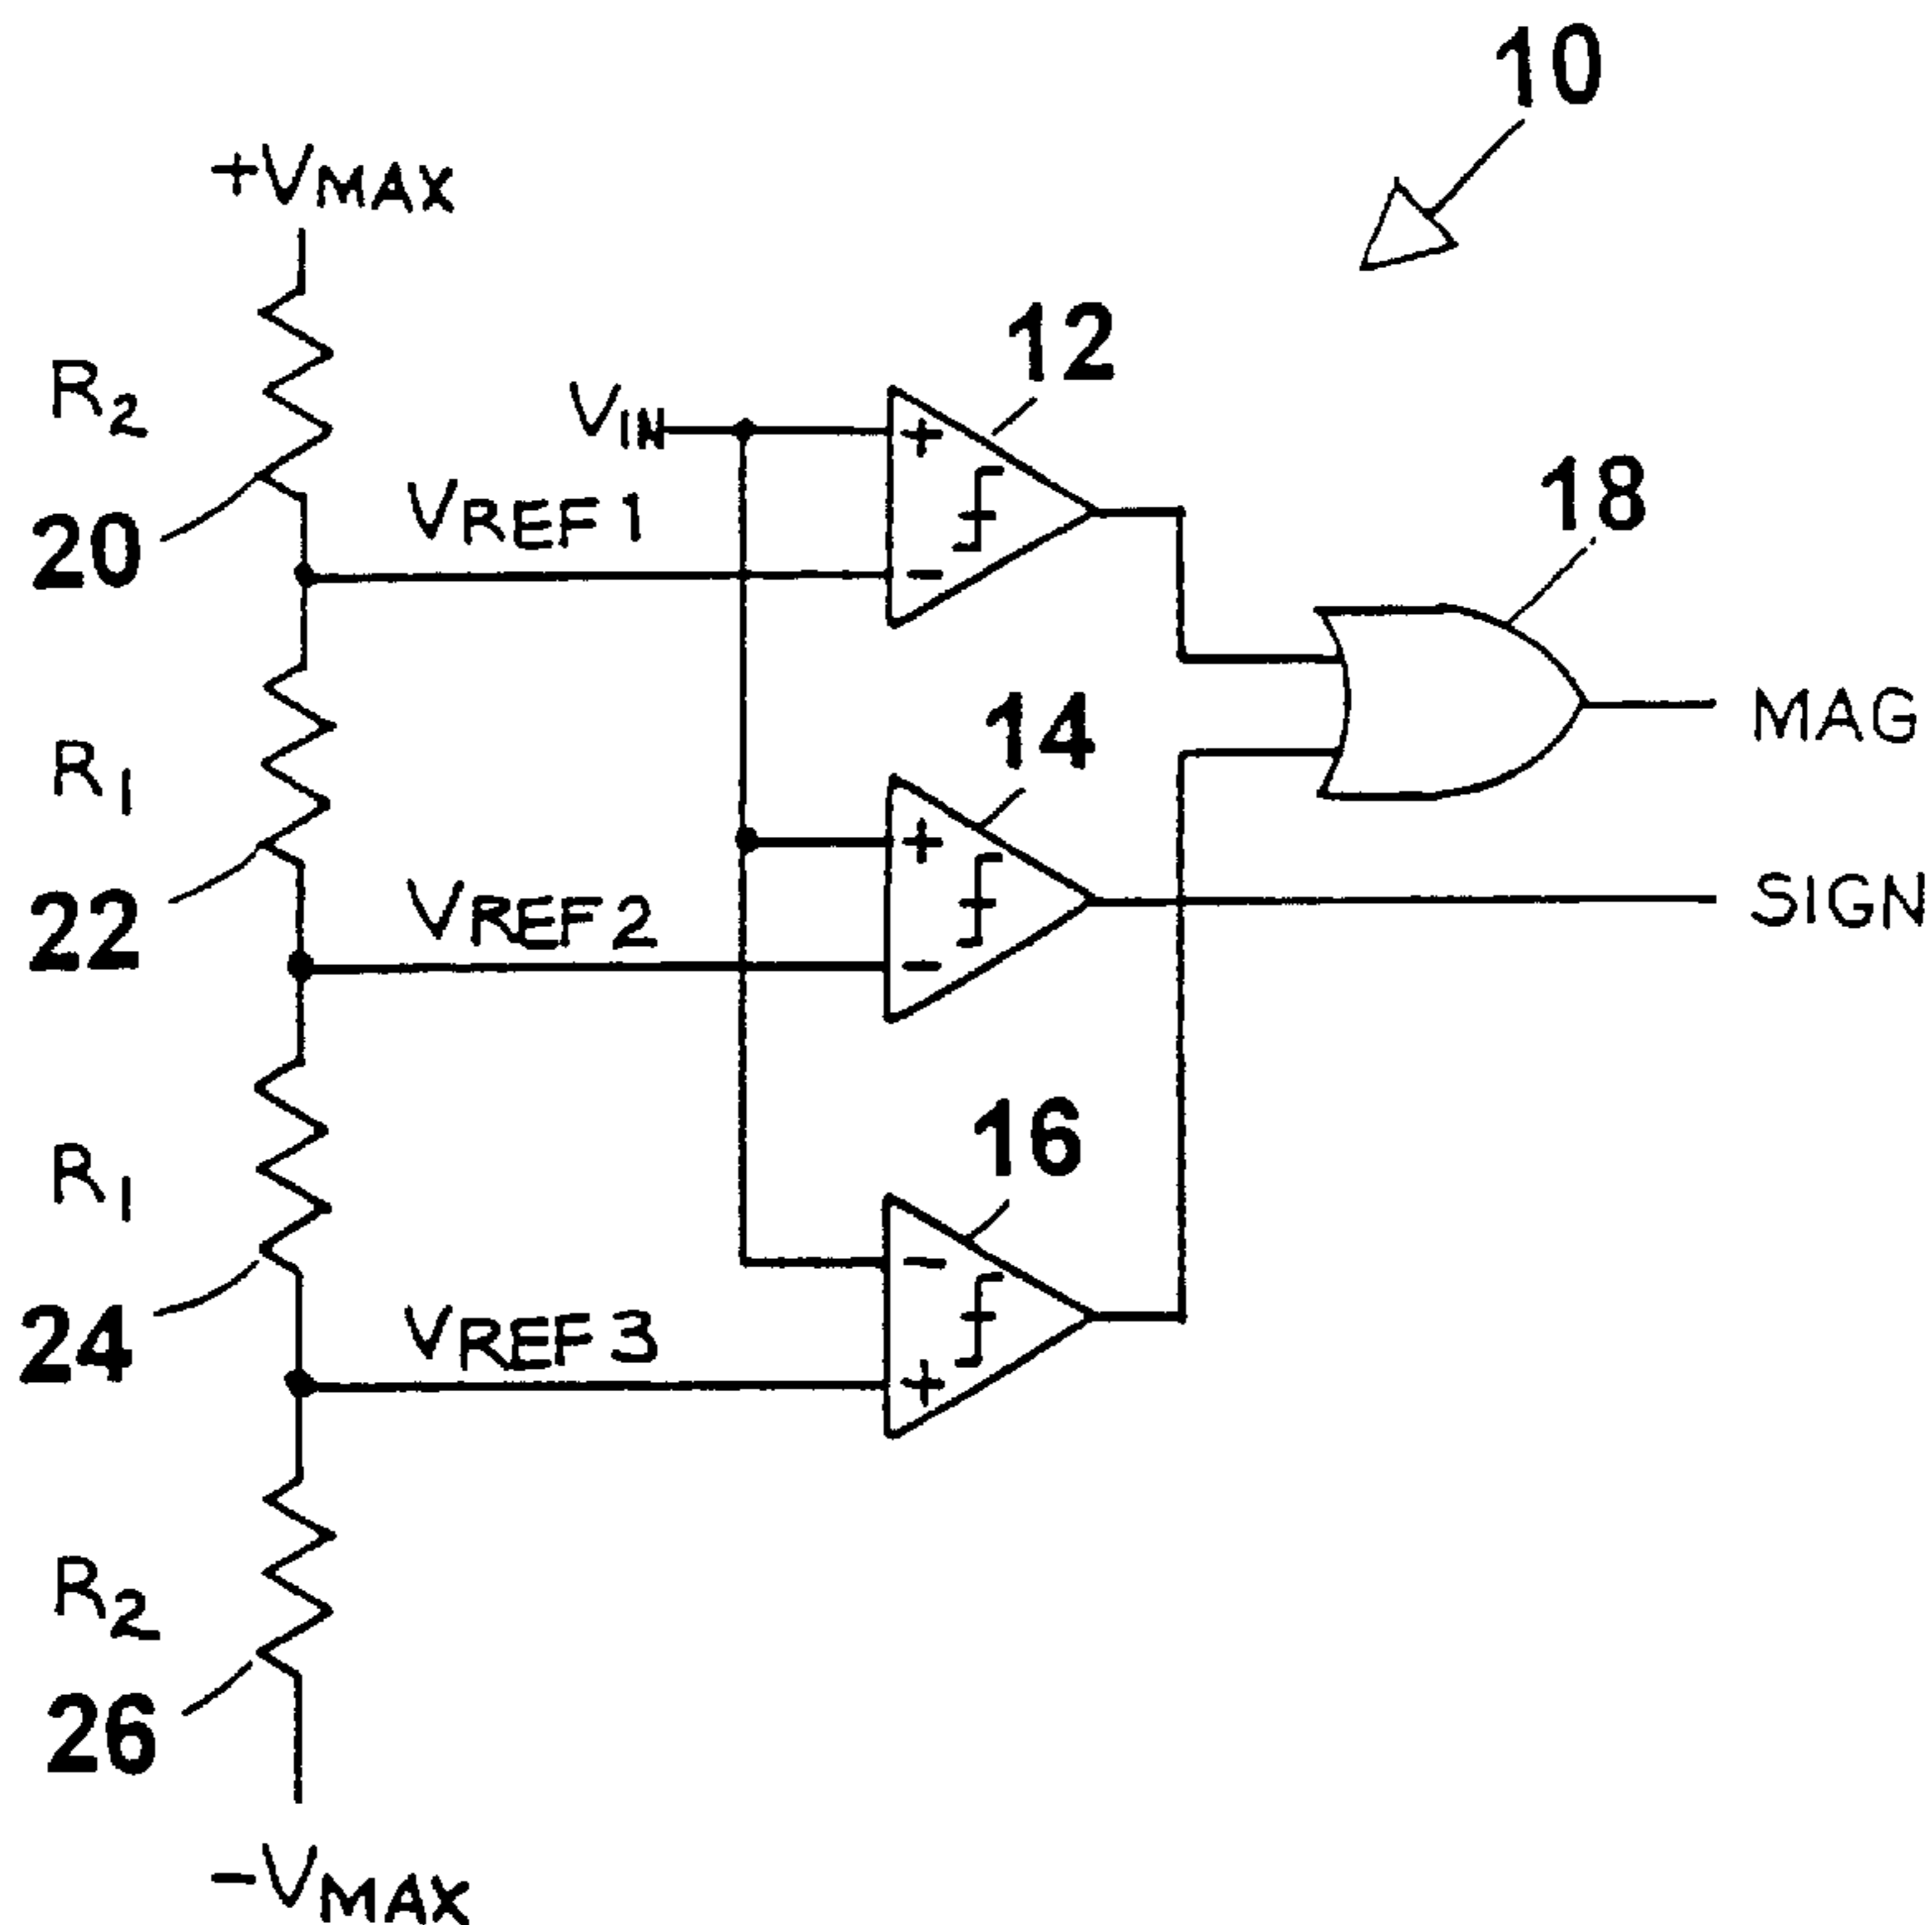 10
+VMAX
12
R2
VIN
+
18
VREF 1
20
−
14
MAG
R1
+
22
VREF 2
SIGN
−
16
R1
−
24
VREF 3
+
R2
26
−VMAX